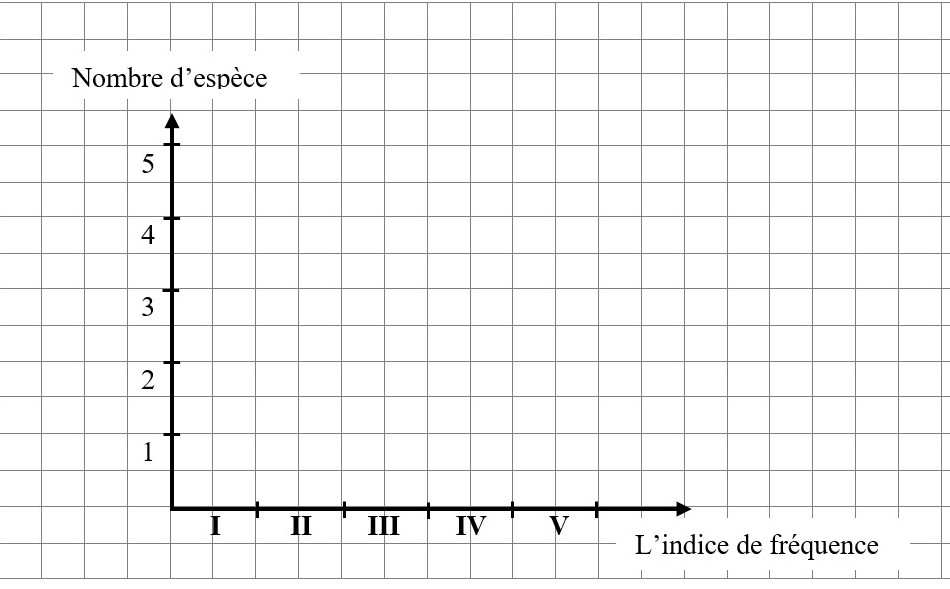 Nombre d’espèce
5
4
3
2
1
I II III IV V
L’indice de fréquence